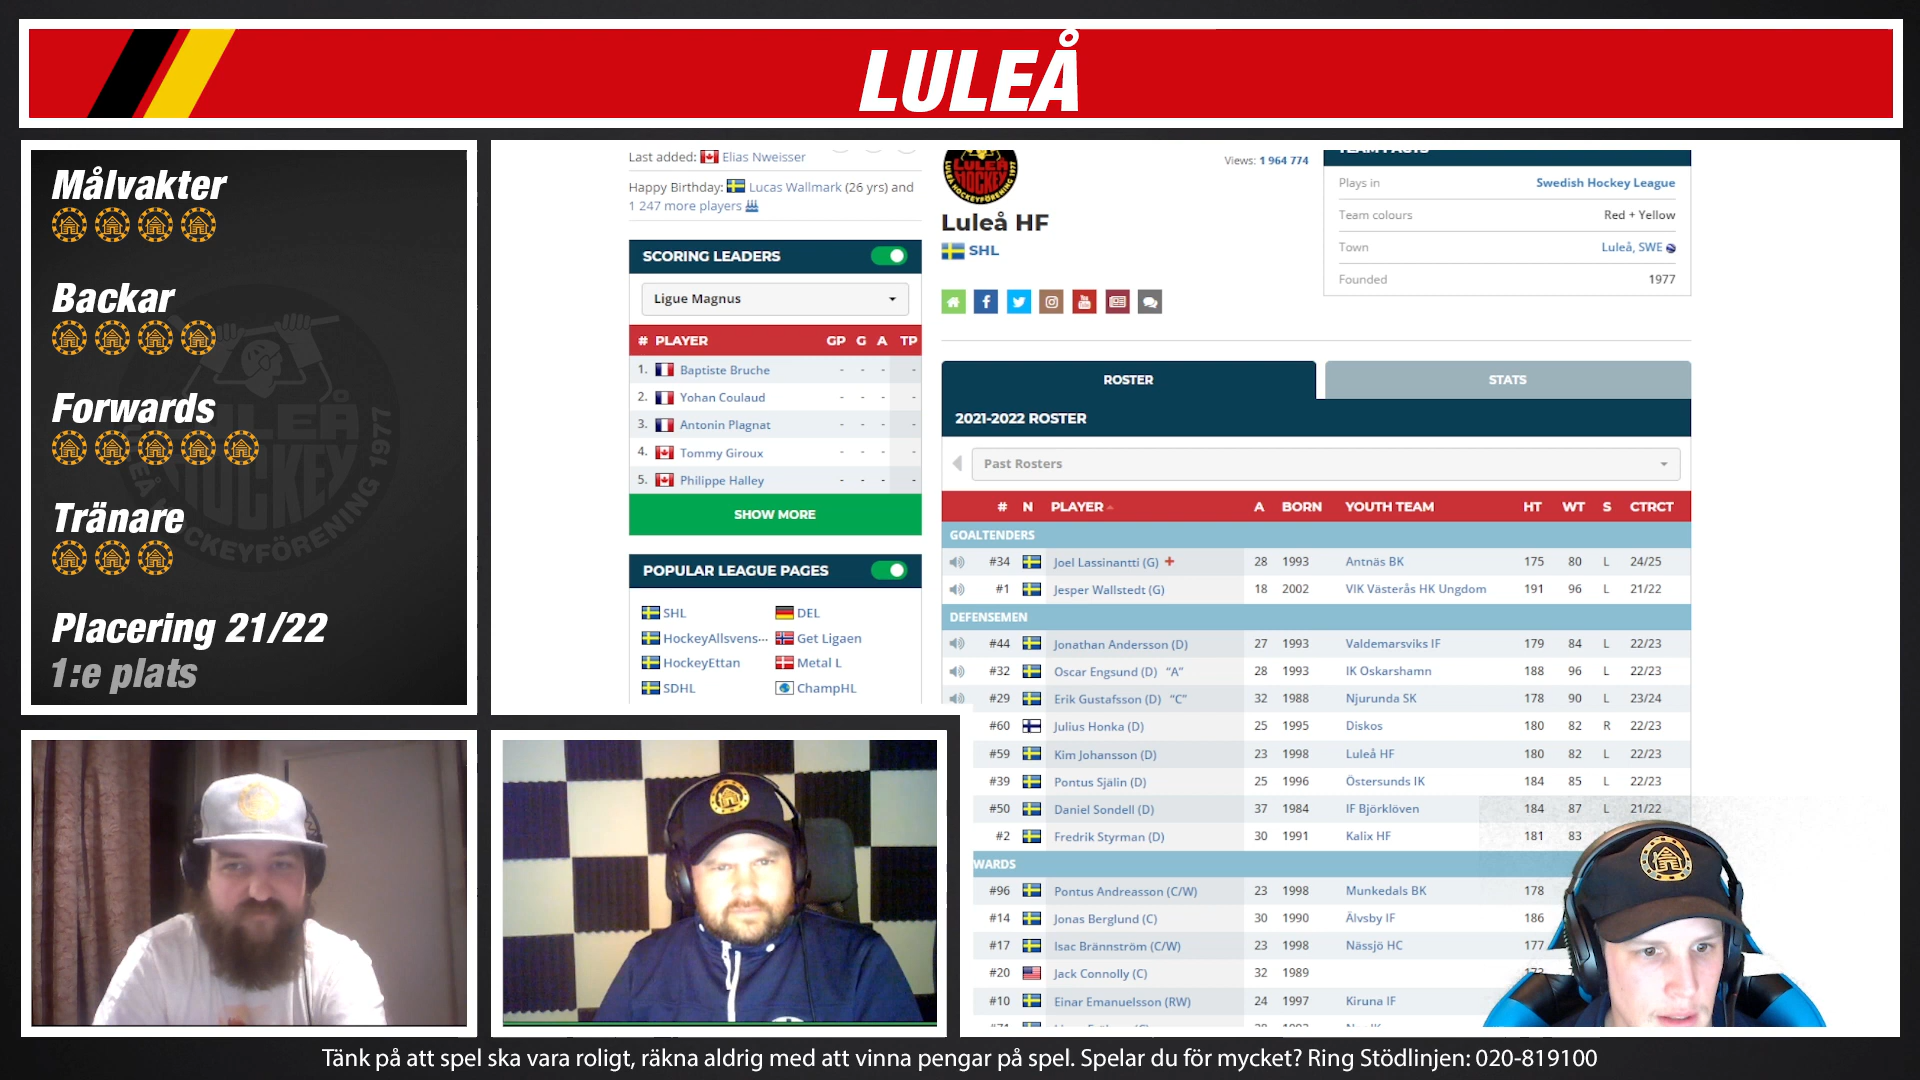 LULEÅ
Målvakter
Backar
Forwards
Tränare
Placering 21/22
1:e plats
Last added: Elias Nweisser
Happy Birthday: Lucas Wallmark (26 yrs) and
1 247 more players
SCORING LEADERS
Ligue Magnus
# PLAYER GP G A TP
1. Baptiste Bruche - - - -
2. Yohan Coulaud - - - -
3. Antonin Plagnat - - - -
4. Tommy Giroux - - - -
5. Philippe Halley - - - -
SHOW MORE
POPULAR LEAGUE PAGES
SHL DEL
HockeyAllsvens... Get Ligaen
HockeyEttan Metal L
SDHL ChampHL
LULEÅ
HOCKEY
Views: 1 964 774
Luleå HF
SHL
TEAM FACTS
Plays in Swedish Hockey League
Team colours Red + Yellow
Town Luleå, SWE
Founded 1977
ROSTER STATS
2021-2022 ROSTER
Past Rosters
# N PLAYER A BORN YOUTH TEAM HT WT S CTRCT
GOALTENDERS
#34 Joel Lassinantti (G) + 28 1993 Antnäs BK 175 80 L 24/25
#1 Jesper Wallstedt (G) 18 2002 VIK Västerås HK Ungdom 191 96 L 21/22
DEFENSEMEN
#44 Jonathan Andersson (D) 27 1993 Valdemarsviks IF 179 84 L 22/23
#32 Oscar Engsund (D) “A” 28 1993 IK Oskarshamn 188 96 L 22/23
#29 Erik Gustafsson (D) “C” 32 1988 Njurunda SK 178 90 L 23/24
#60 Julius Honka (D) 25 1995 Diskos 180 82 R 22/23
#59 Kim Johansson (D) 23 1998 Luleå HF 180 82 L 22/23
#39 Pontus Själin (D) 25 1996 Östersunds IK 184 85 L 22/23
#50 Daniel Sondell (D) 37 1984 IF Björklöven 184 87 L 21/22
#2 Fredrik Styrman (D) 30 1991 Kalix HF 181 83
WARDS
#96 Pontus Andreasson (C/W) 23 1998 Munkedals BK 178
#14 Jonas Berglund (C) 30 1990 Älvsby IF 186
#17 Isac Brännström (C/W) 23 1998 Nässjö HC 177
#20 Jack Connolly (C) 32 1989
#10 Einar Emanuelsson (RW) 24 1997 Kiruna IF
Tänk på att spel ska vara roligt, räkna aldrig med att vinna pengar på spel. Spelar du för mycket? Ring Stödlinjen: 020-819100